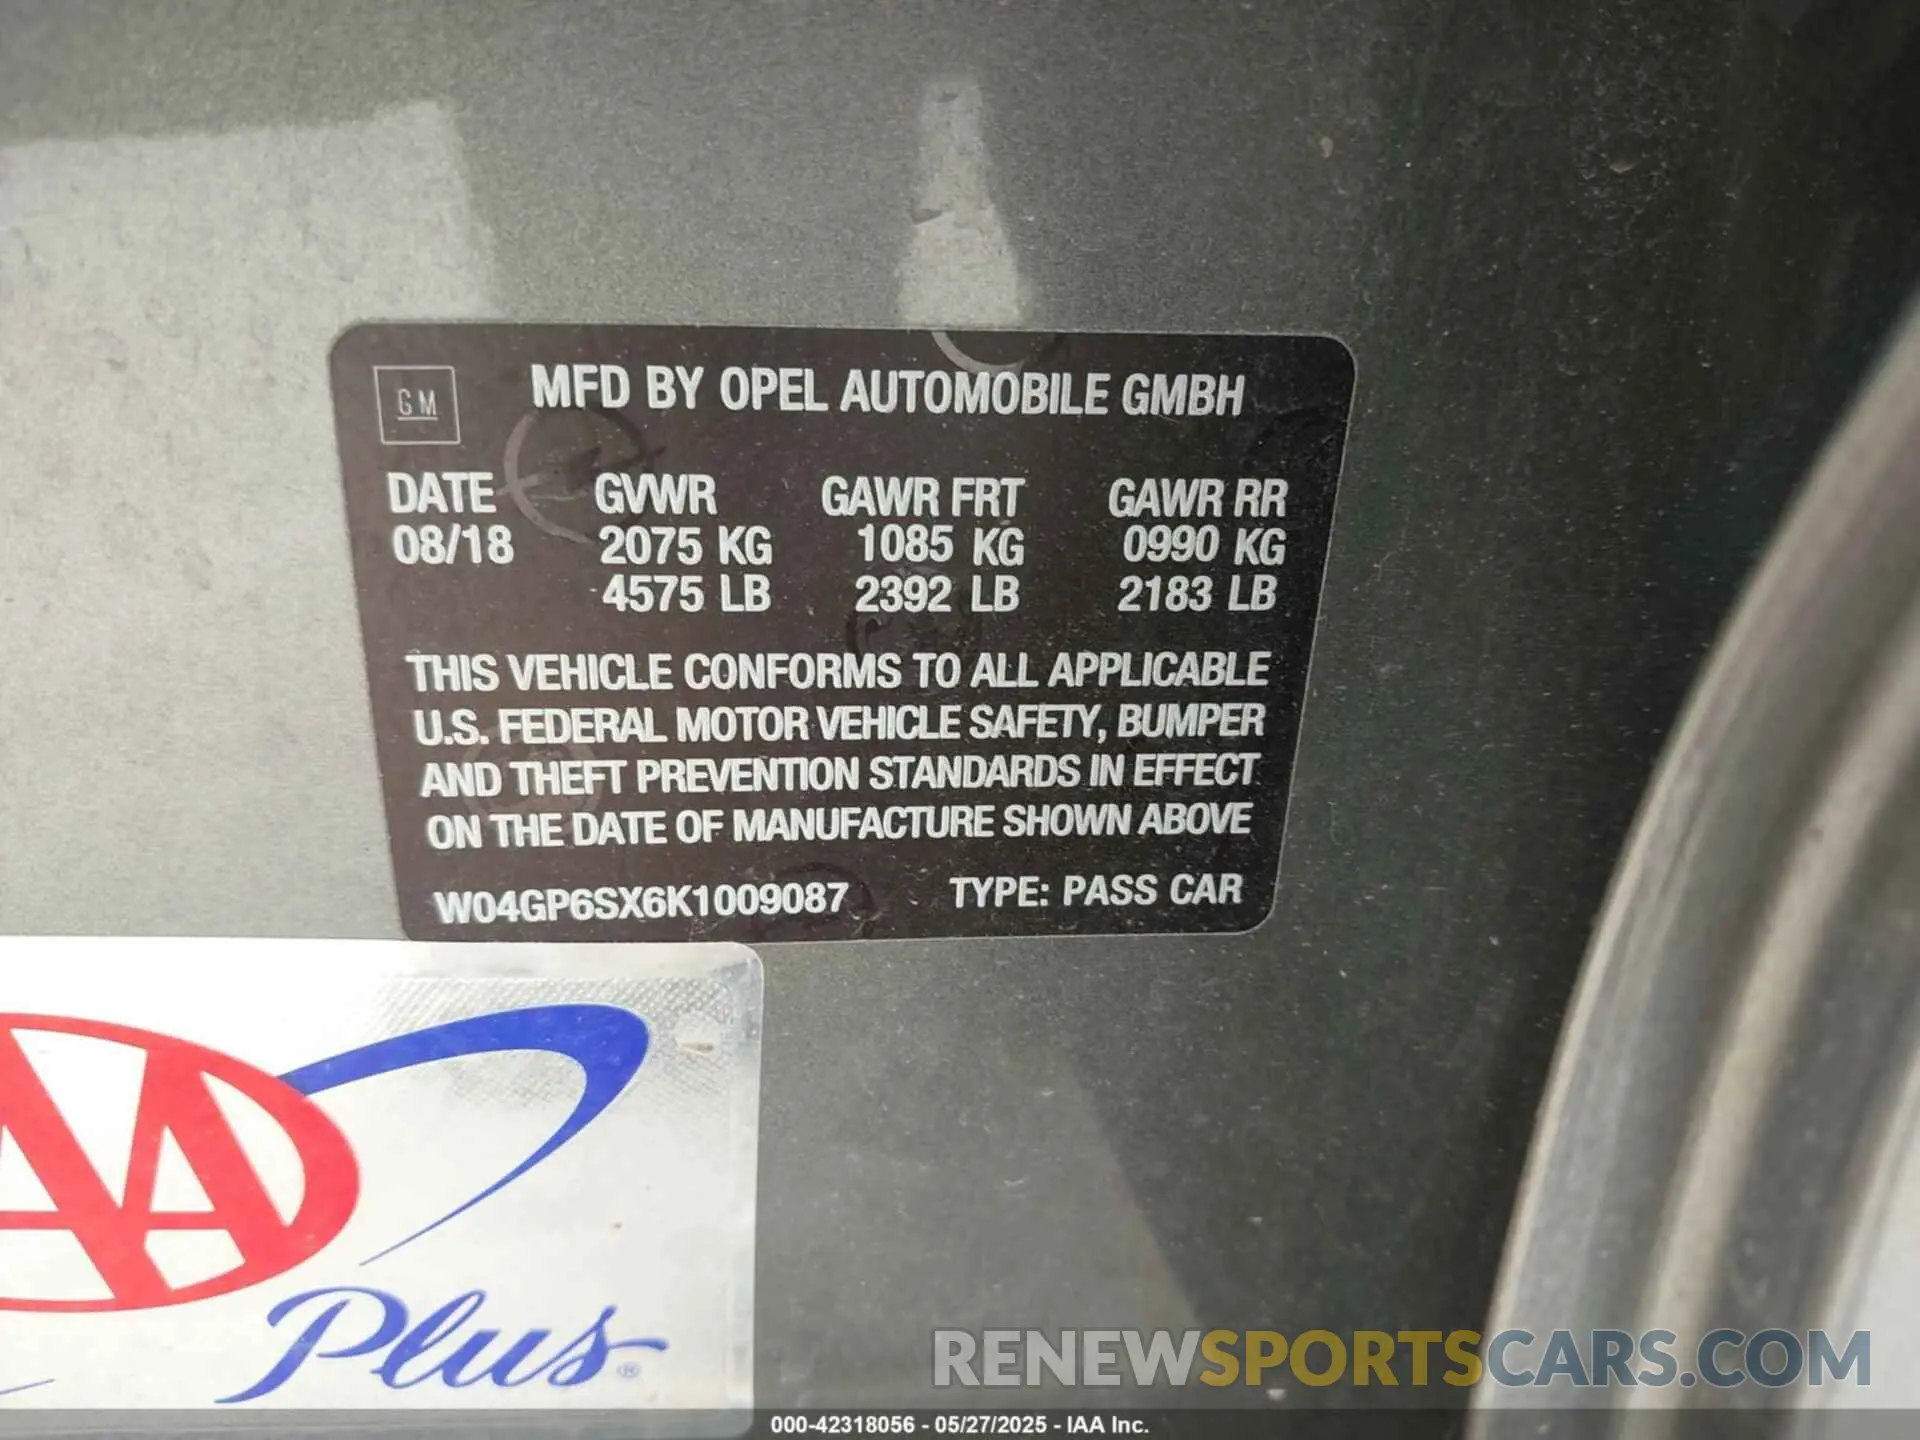 GM
MFD BY OPEL AUTOMOBILE GMBH
DATE GVWR GAWR FRT GAWR RR
08/18 2075 KG 1085 KG 0990 KG
4575 LB 2392 LB 2183 LB
THIS VEHICLE CONFORMS TO ALL APPLICABLE
U.S. FEDERAL MOTOR VEHICLE SAFETY, BUMPER
AND THEFT PREVENTION STANDARDS IN EFFECT
ON THE DATE OF MANUFACTURE SHOWN ABOVE
W04GP6SX6K1009087 TYPE: PASS CAR
AA
Plus®
RENEWSPORTSCARS.COM
000-42318056 - 05/27/2025 - IAA Inc.